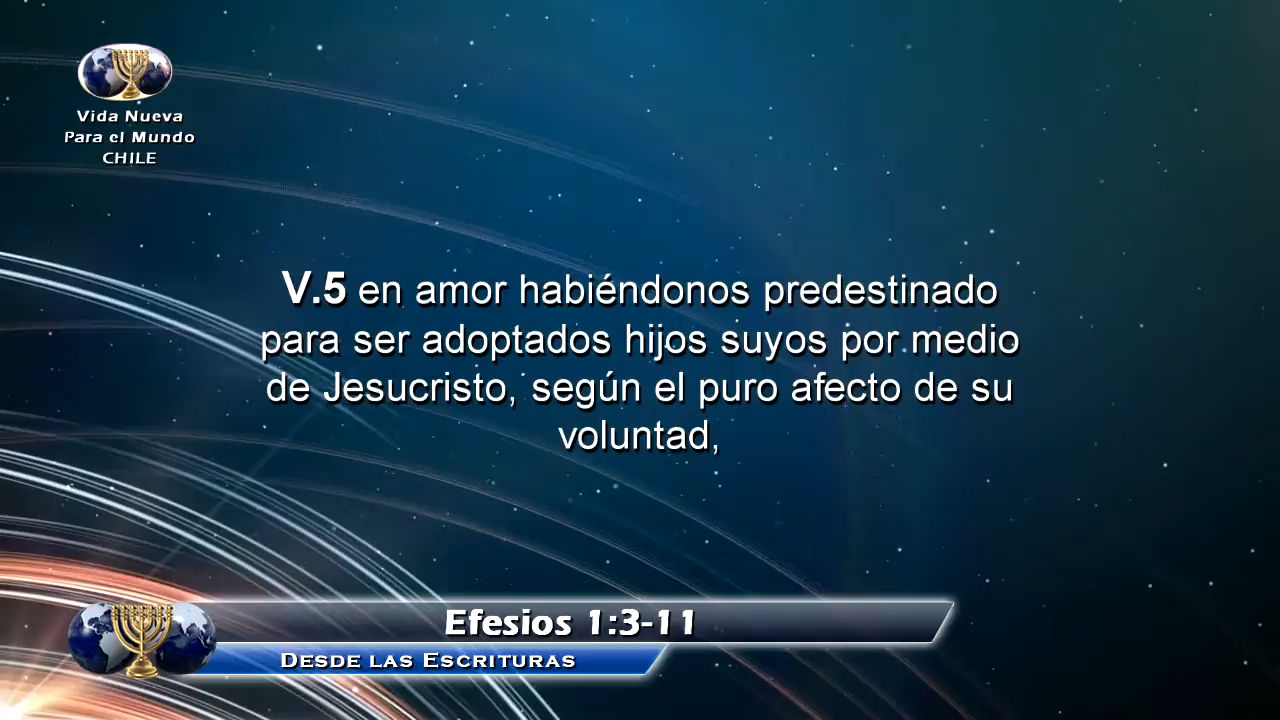 Vida Nueva
Para el Mundo
CHILE
V.5 en amor habiéndonos predestinado
para ser adoptados hijos suyos por medio
de Jesucristo, según el puro afecto de su
voluntad,
Efesios 1:3-11
DESDE LAS ESCRITURAS